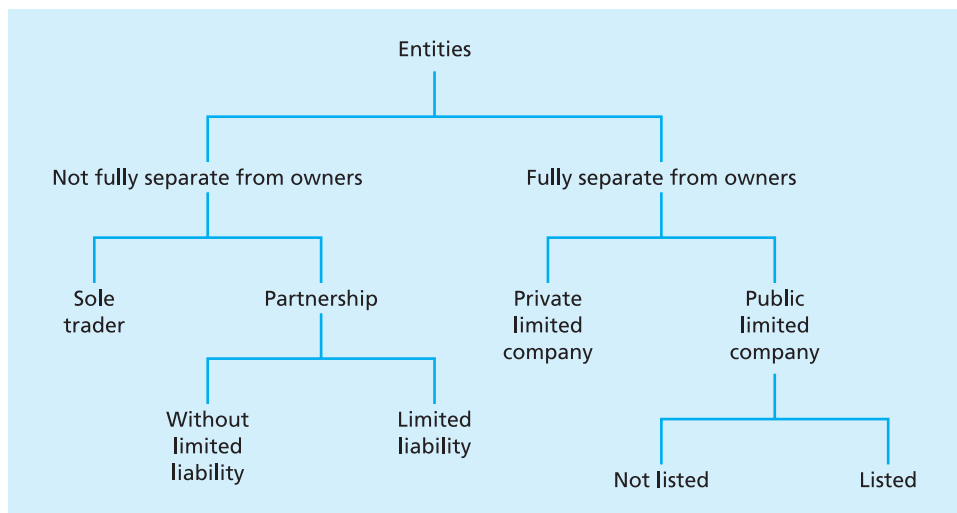 Entities
Not fully separate from owners
Fully separate from owners
Sole
trader
Partnership
Private
limited
company
Public
limited
company
Without
limited
liability
Limited
liability
Not listed
Listed